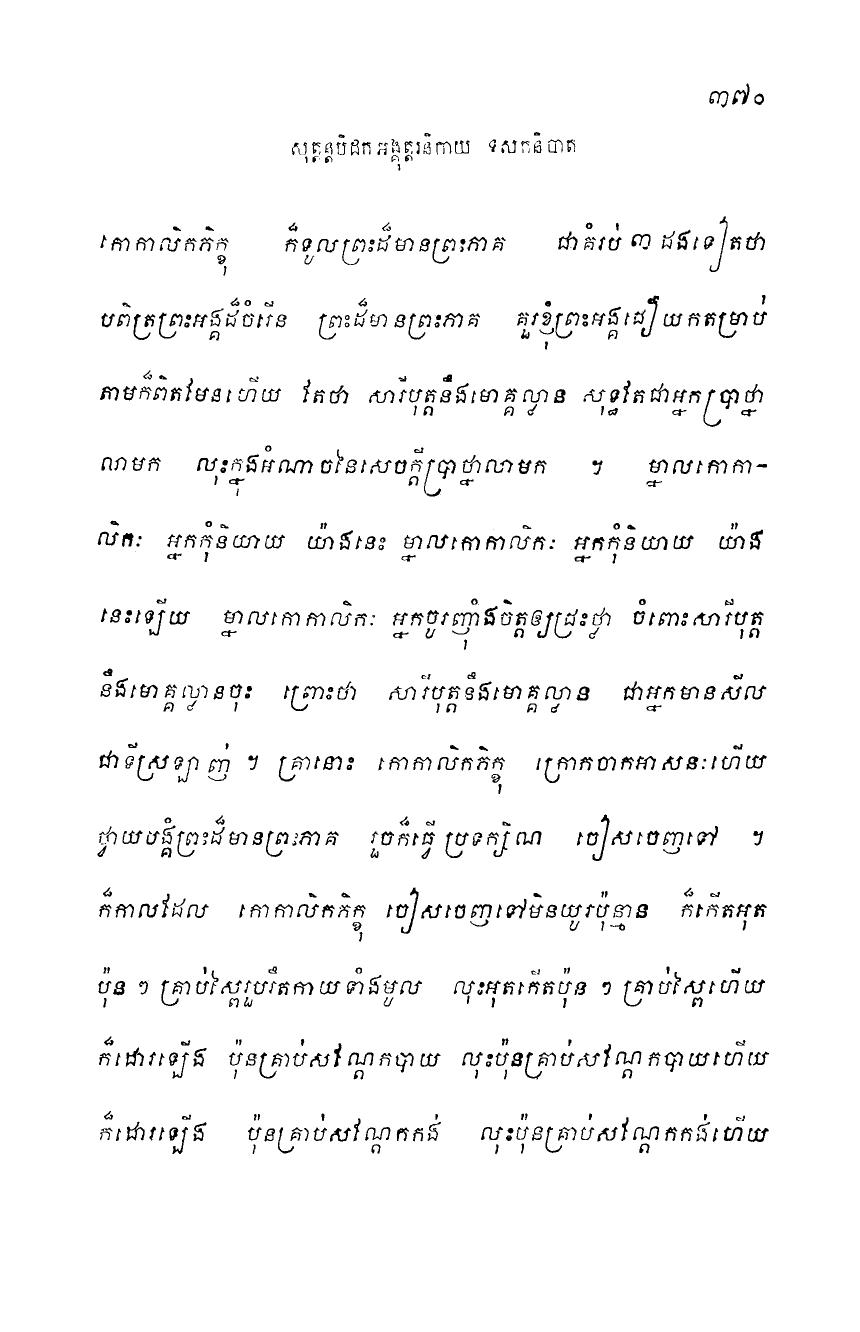 ៣៧០
សុត្តន្តបិដក អង្គុត្តរនិកាយ ទសកនិបាត
កោកាលិកភិក្ខុ ក៏ទូលព្រះដ៏មានព្រះភាគ ជាគំរប់ ៣ ដងទៀតថា
បពិត្រព្រះអង្គដ៏ចំរើន ព្រះដ៏មានព្រះភាគ គួរឱ្យខ្ញុំព្រះអង្គជឿ យកតម្រាប់
តាមក៏ពិតមែនហើយ តែថា សារីបុត្តនឹងមោគ្គល្លាន សុទ្ធតែជាអ្នកប្រាថ្នា
លាមក លុះក្នុងអំណាចនៃសេចក្តីប្រាថ្នាលាមក ។ ម្នាលកោកា-
លិកៈ អ្នកកុំនិយាយ យ៉ាងនេះ ម្នាលកោកាលិកៈ អ្នកកុំនិយាយ យ៉ាង
នេះឡើយ ម្នាលកោកាលិកៈ អ្នកចូរញ៉ាំងចិត្តឲ្យជ្រះថ្លា ចំពោះសារីបុត្ត
នឹងមោគ្គល្លានចុះ ព្រោះថា សារីបុត្តនឹងមោគ្គល្លាន ជាអ្នកមានសីល
ជាទីស្រឡាញ់ ។ គ្រានោះ កោកាលិកភិក្ខុ ក្រោកចាកអាសនៈហើយ
ថ្វាយបង្គំព្រះដ៏មានព្រះភាគ រួចក៏ធ្វើប្រទក្សិណ ចៀសចេញទៅ ។
ក៏កាលដែល កោកាលិកភិក្ខុ ចៀសចេញទៅមិនយូរប៉ុន្មាន ក៏កើតអុត
ប៉ុន ៗ គ្រាប់ស្ពៃរួបរឹតកាយទាំងមូល លុះអុតកើតប៉ុន ៗ គ្រាប់ស្ពៃហើយ
ក៏ដោរឡើង ប៉ុនគ្រាប់សណ្តែកបាយ លុះប៉ុនគ្រាប់សណ្តែកបាយហើយ
ក៏ដោរឡើង ប៉ុនគ្រាប់សណ្តែកកង់ លុះប៉ុនគ្រាប់សណ្តែកកង់ហើយ